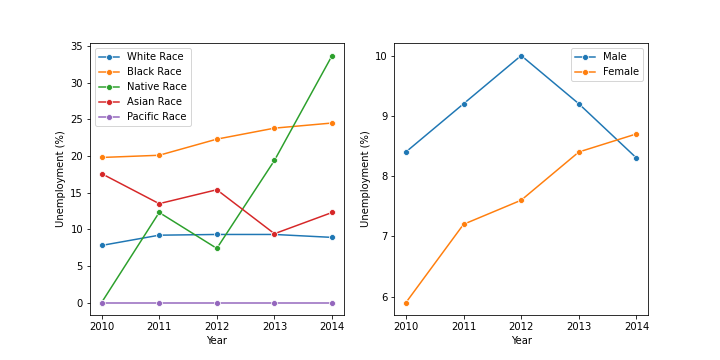 35
30
25
20
15
10
5
0
Unemployment (%)
White Race
Black Race
Native Race
Asian Race
Pacific Race
2010 2011 2012 2013 2014
Year
10
9
8
7
6
Unemployment (%)
Male
Female
2010 2011 2012 2013 2014
Year